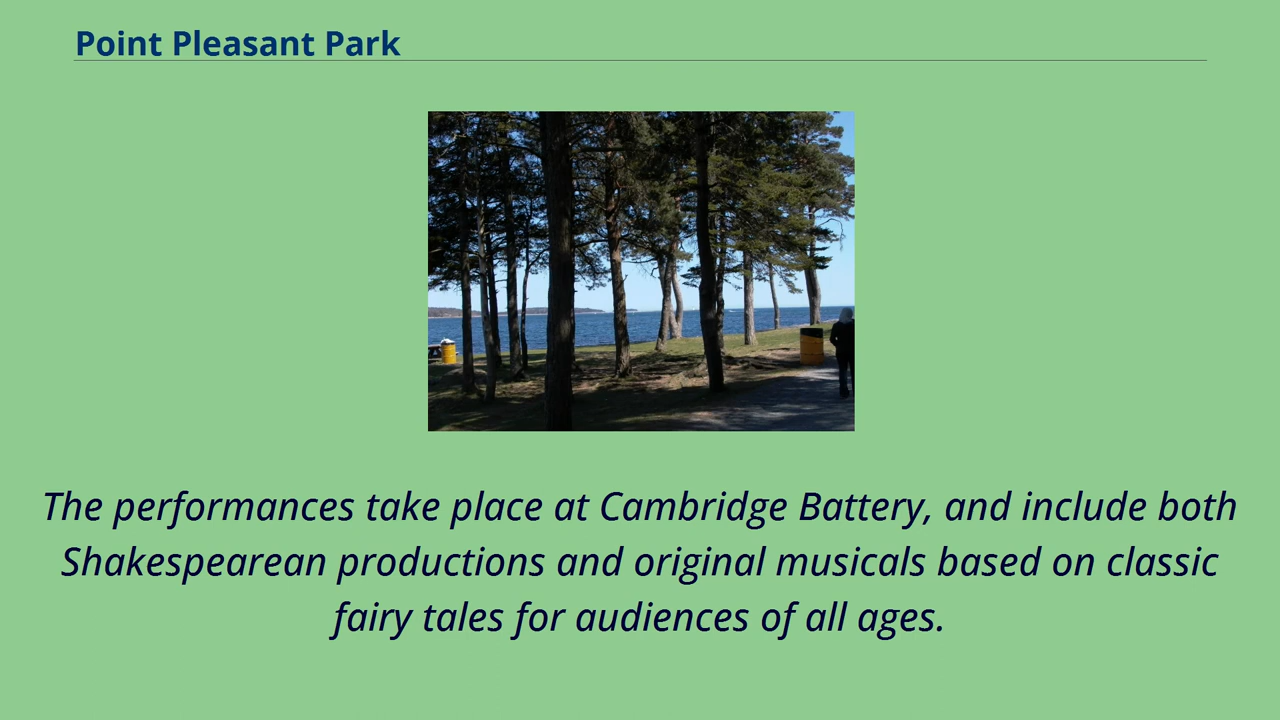 Point Pleasant Park
The performances take place at Cambridge Battery, and include both
Shakespearean productions and original musicals based on classic
fairy tales for audiences of all ages.